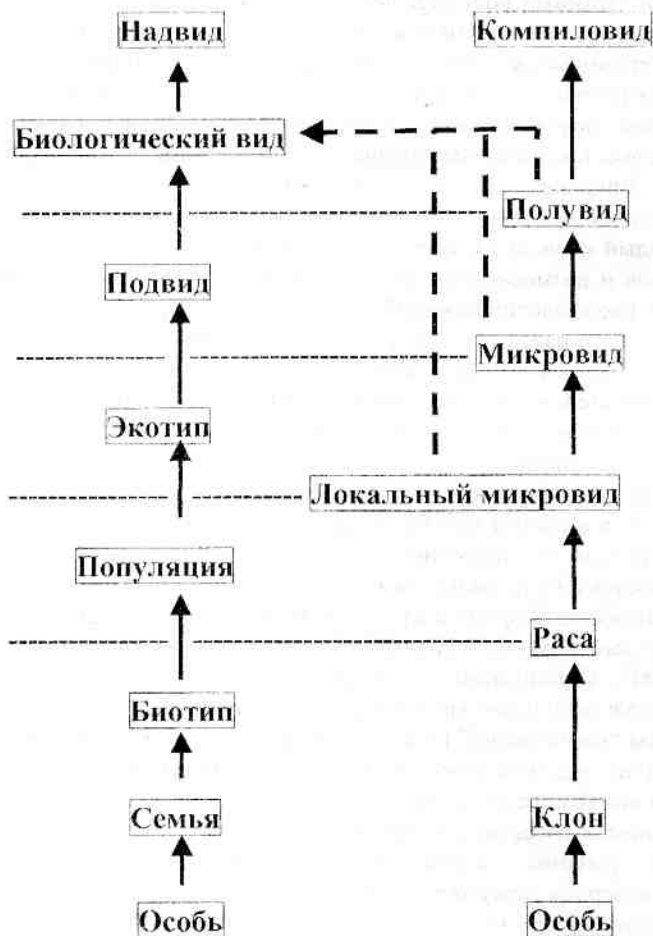 Надвид Компиловид
Биологический вид
Полувид
Подвид
Микровид
Экотип
Локальный микровид
Популяция
Раса
Биотип
Семья Клон
Особь Особь